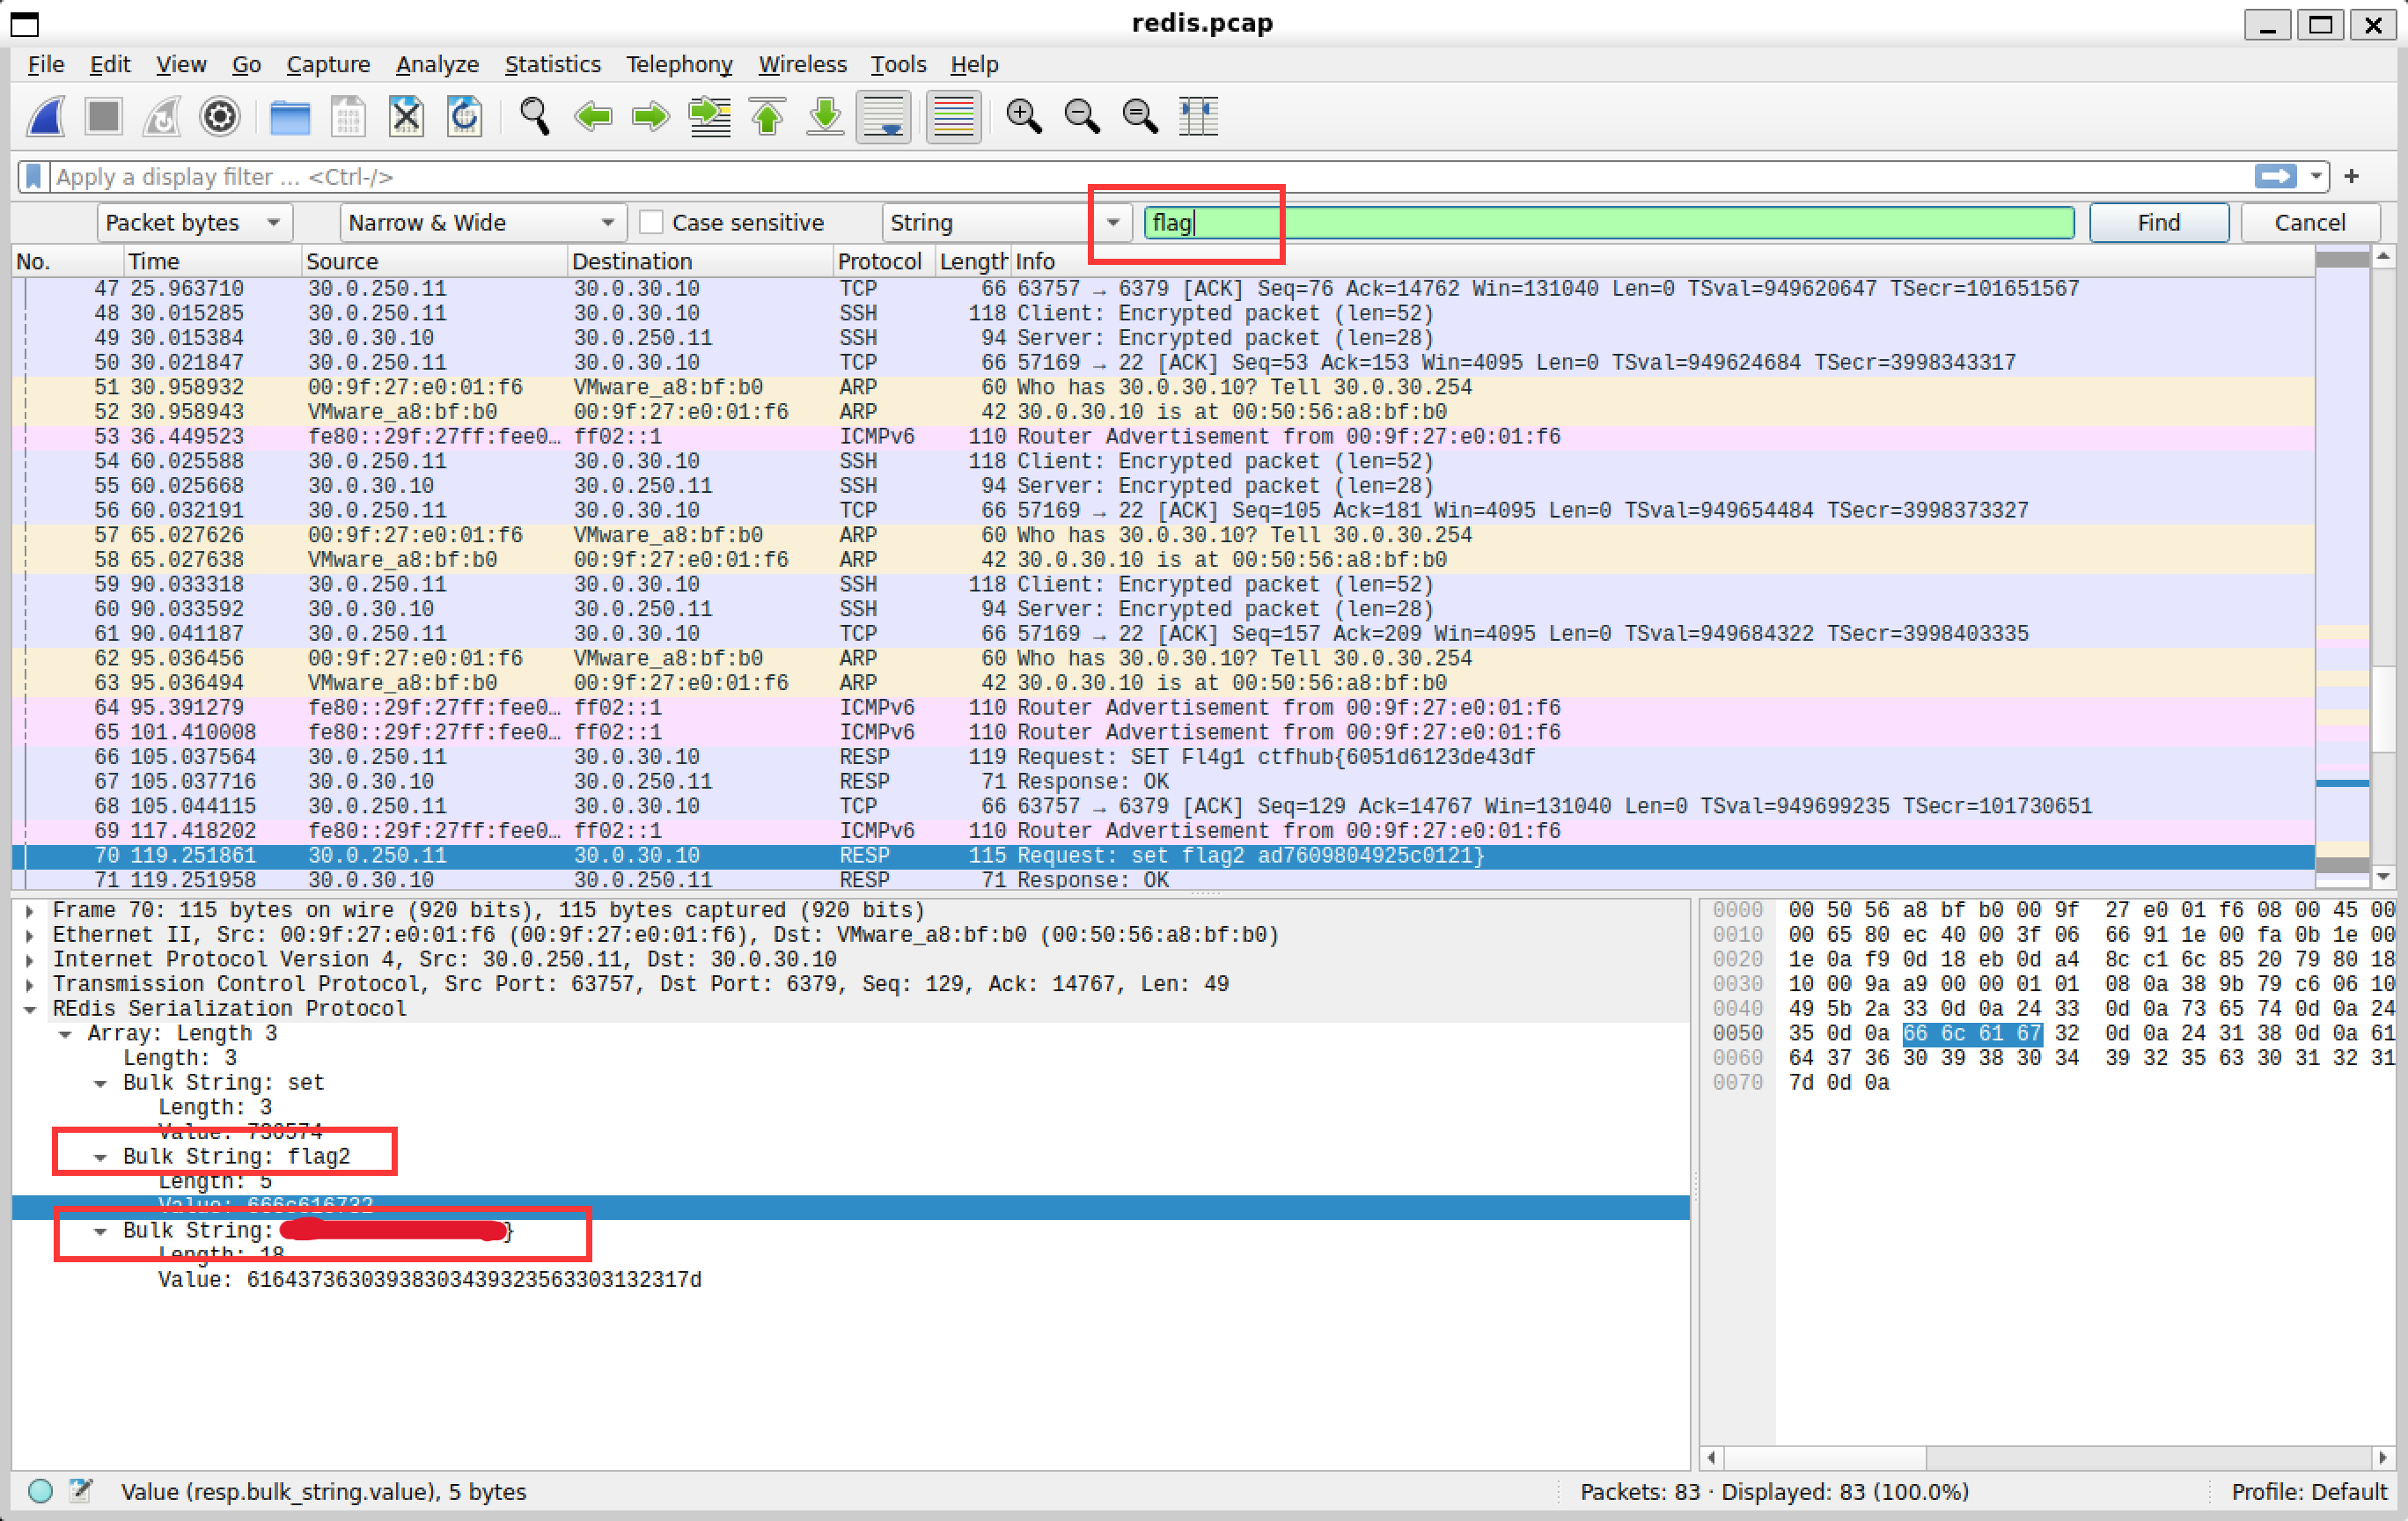 redis.pcap
File Edit View Go Capture Analyze Statistics Telephony Wireless Tools Help
Apply a display filter … <Ctrl-/>
Packet bytes Narrow & Wide Case sensitive String flag Find Cancel
No. Time Source Destination Protocol Length Info
47 25.963710 30.0.250.11 30.0.30.10 TCP 66 63757 → 6379 [ACK] Seq=76 Ack=14762 Win=131040 Len=0 TSval=949620647 TSecr=101651567
48 30.015285 30.0.250.11 30.0.30.10 SSH 118 Client: Encrypted packet (len=52)
49 30.015384 30.0.30.10 30.0.250.11 SSH 94 Server: Encrypted packet (len=28)
50 30.021847 30.0.250.11 30.0.30.10 TCP 66 57169 → 22 [ACK] Seq=53 Ack=153 Win=4095 Len=0 TSval=949624684 TSecr=3998343317
51 30.958932 00:9f:27:e0:01:f6 VMware_a8:bf:b0 ARP 60 Who has 30.0.30.10? Tell 30.0.30.254
52 30.958943 VMware_a8:bf:b0 00:9f:27:e0:01:f6 ARP 42 30.0.30.10 is at 00:50:56:a8:bf:b0
53 36.449523 fe80::29f:27ff:fee0… ff02::1 ICMPv6 110 Router Advertisement from 00:9f:27:e0:01:f6
54 60.025588 30.0.250.11 30.0.30.10 SSH 118 Client: Encrypted packet (len=52)
55 60.025668 30.0.30.10 30.0.250.11 SSH 94 Server: Encrypted packet (len=28)
56 60.032191 30.0.250.11 30.0.30.10 TCP 66 57169 → 22 [ACK] Seq=105 Ack=181 Win=4095 Len=0 TSval=949654484 TSecr=3998373327
57 65.027626 00:9f:27:e0:01:f6 VMware_a8:bf:b0 ARP 60 Who has 30.0.30.10? Tell 30.0.30.254
58 65.027638 VMware_a8:bf:b0 00:9f:27:e0:01:f6 ARP 42 30.0.30.10 is at 00:50:56:a8:bf:b0
59 90.033318 30.0.250.11 30.0.30.10 SSH 118 Client: Encrypted packet (len=52)
60 90.033592 30.0.30.10 30.0.250.11 SSH 94 Server: Encrypted packet (len=28)
61 90.041187 30.0.250.11 30.0.30.10 TCP 66 57169 → 22 [ACK] Seq=157 Ack=209 Win=4095 Len=0 TSval=949684322 TSecr=3998403335
62 95.036456 00:9f:27:e0:01:f6 VMware_a8:bf:b0 ARP 60 Who has 30.0.30.10? Tell 30.0.30.254
63 95.036494 VMware_a8:bf:b0 00:9f:27:e0:01:f6 ARP 42 30.0.30.10 is at 00:50:56:a8:bf:b0
64 95.391279 fe80::29f:27ff:fee0… ff02::1 ICMPv6 110 Router Advertisement from 00:9f:27:e0:01:f6
65 101.410008 fe80::29f:27ff:fee0… ff02::1 ICMPv6 110 Router Advertisement from 00:9f:27:e0:01:f6
66 105.037564 30.0.250.11 30.0.30.10 RESP 119 Request: SET Fl4g1 ctfhub{6051d6123de43df
67 105.037716 30.0.30.10 30.0.250.11 RESP 71 Response: OK
68 105.044115 30.0.250.11 30.0.30.10 TCP 66 63757 → 6379 [ACK] Seq=129 Ack=14767 Win=131040 Len=0 TSval=949699235 TSecr=101730651
69 117.418202 fe80::29f:27ff:fee0… ff02::1 ICMPv6 110 Router Advertisement from 00:9f:27:e0:01:f6
70 119.251861 30.0.250.11 30.0.30.10 RESP 115 Request: set flag2 ad7609804925c0121}
71 119.251958 30.0.30.10 30.0.250.11 RESP 71 Response: OK
Frame 70: 115 bytes on wire (920 bits), 115 bytes captured (920 bits)
Ethernet II, Src: 00:9f:27:e0:01:f6 (00:9f:27:e0:01:f6), Dst: VMware_a8:bf:b0 (00:50:56:a8:bf:b0)
Internet Protocol Version 4, Src: 30.0.250.11, Dst: 30.0.30.10
Transmission Control Protocol, Src Port: 63757, Dst Port: 6379, Seq: 129, Ack: 14767, Len: 49
REdis Serialization Protocol
Array: Length 3
Length: 3
Bulk String: set
Length: 3
Value: 736574
Bulk String: flag2
Length: 5
Value: 666c616732
Bulk String: }
Length: 18
Value: 61643736303938303439323563303132317d
0000 00 50 56 a8 bf b0 00 9f 27 e0 01 f6 08 00 45 00
0010 00 65 80 ec 40 00 3f 06 66 91 1e 00 fa 0b 1e 00
0020 1e 0a f9 0d 18 eb 0d a4 8c c1 6c 85 20 79 80 18
0030 10 00 9a a9 00 00 01 01 08 0a 38 9b 79 c6 06 10
0040 49 5b 2a 33 0d 0a 24 33 0d 0a 73 65 74 0d 0a 24
0050 35 0d 0a 66 6c 61 67 32 0d 0a 24 31 38 0d 0a 61
0060 64 37 36 30 39 38 30 34 39 32 35 63 30 31 32 31
0070 7d 0d 0a
Value (resp.bulk_string.value), 5 bytes Packets: 83 · Displayed: 83 (100.0%) Profile: Default